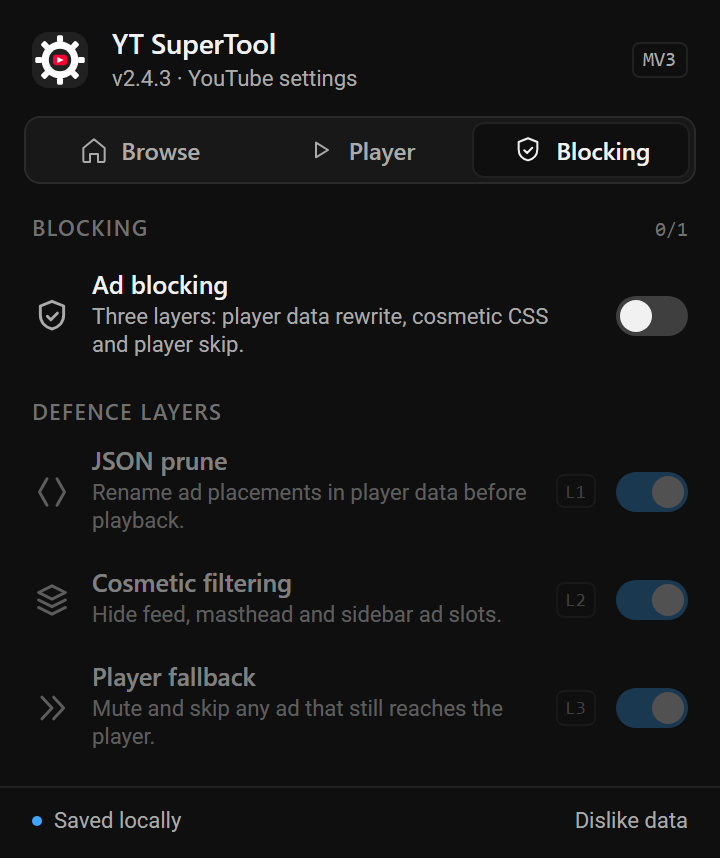 YT SuperTool
v2.4.3 · YouTube settings
MV3
Browse
Player
Blocking
BLOCKING
0/1
Ad blocking
Three layers: player data rewrite, cosmetic CSS
and player skip.
DEFENCE LAYERS
JSON prune
Rename ad placements in player data before
playback.
L1
Cosmetic filtering
Hide feed, masthead and sidebar ad slots.
L2
Player fallback
Mute and skip any ad that still reaches the
player.
L3
Saved locally
Dislike data